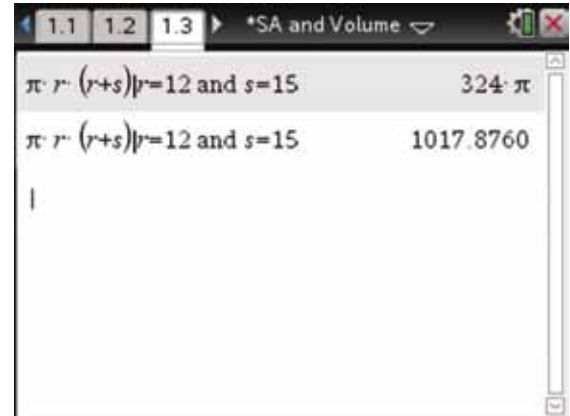 1.1 1.2 1.3 *SA and Volume
π· r· (r+s)|r=12 and s=15 324· π
π· r· (r+s)|r=12 and s=15 1017.8760